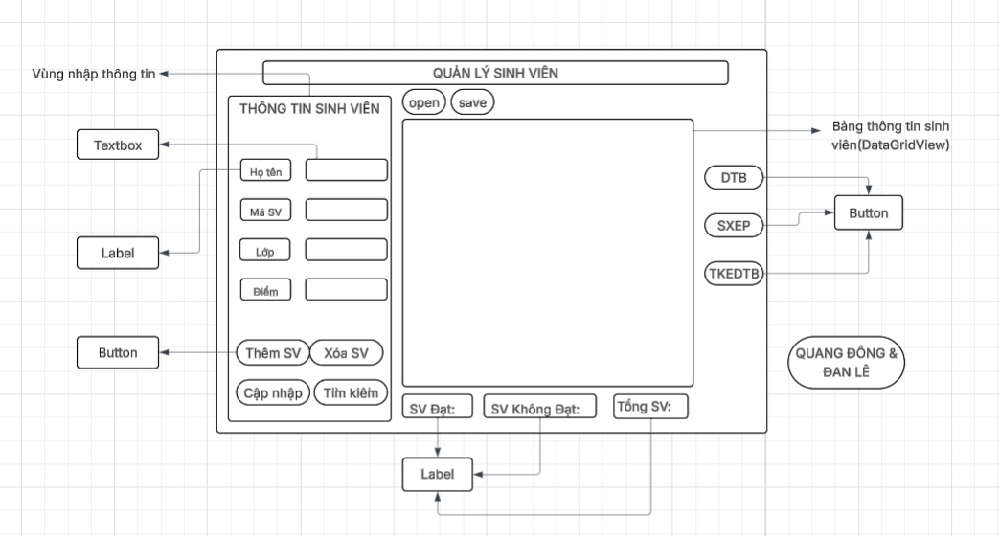 QUẢN LÝ SINH VIÊN
Vùng nhập thông tin
open
save
THÔNG TIN SINH VIÊN
Bảng thông tin sinh
viên(DataGridView)
Textbox
Họ tên
DTB
Mã SV
Button
SXEP
Label
Lớp
TKEDTB
Điểm
Button
Thêm SV
Xóa SV
QUANG ĐÔNG &
ĐAN LÊ
Cập nhập
Tìm kiếm
SV Đạt:
SV Không Đạt:
Tổng SV:
Label